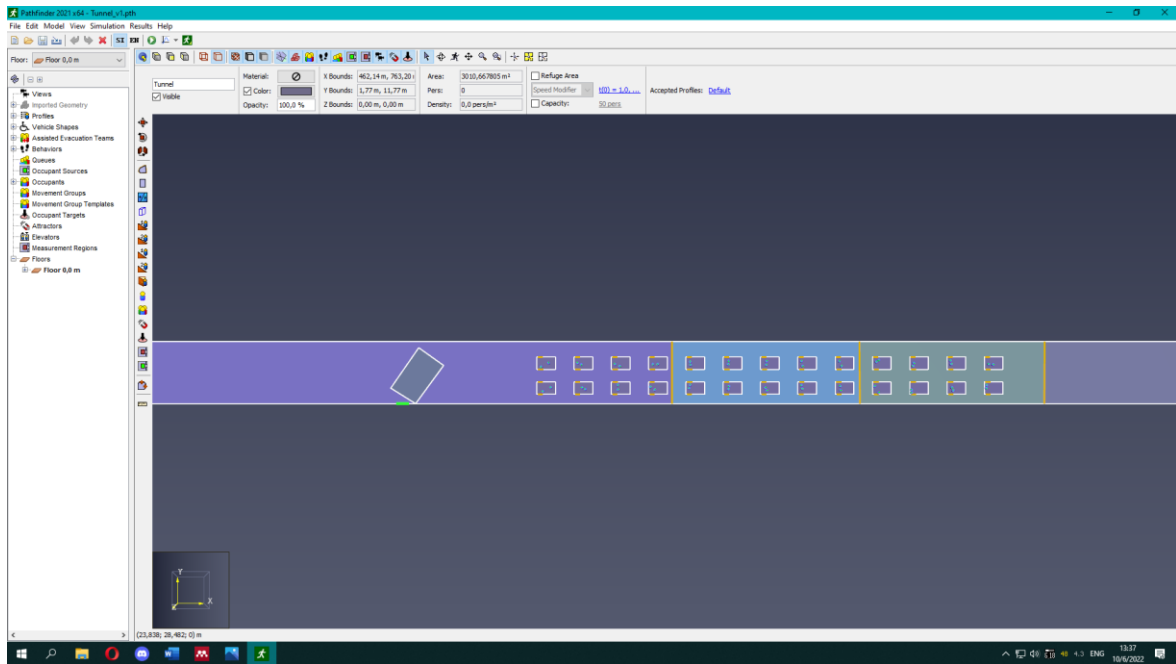 Pathfinder 2021 x64 - Tunnel_v1.pth
File Edit Model View Simulation Results Help
Floor: Floor 0,0 m
Views
Imported Geometry
Profiles
Vehicle Shapes
Assisted Evacuation Teams
Behaviors
Queues
Occupant Sources
Occupants
Movement Groups
Movement Group Templates
Occupant Targets
Attractors
Elevators
Measurement Regions
Floors
Floor 0,0 m
Tunnel
Visible
Material:
Color:
Opacity: 100,0 %
X Bounds: 462,14 m, 763,20
Y Bounds: 1,77 m, 11,77 m
Z Bounds: 0,00 m, 0,00 m
Area: 3010,667805 m²
Pers: 0
Density: 0,0 pers/m²
Refuge Area
Speed Modifier t(0) = 1.0, ...
Capacity: 50 pers
Accepted Profiles: Default
Y
X
(23,838; 28,482; 0) m
ENG
13:37
10/6/2022